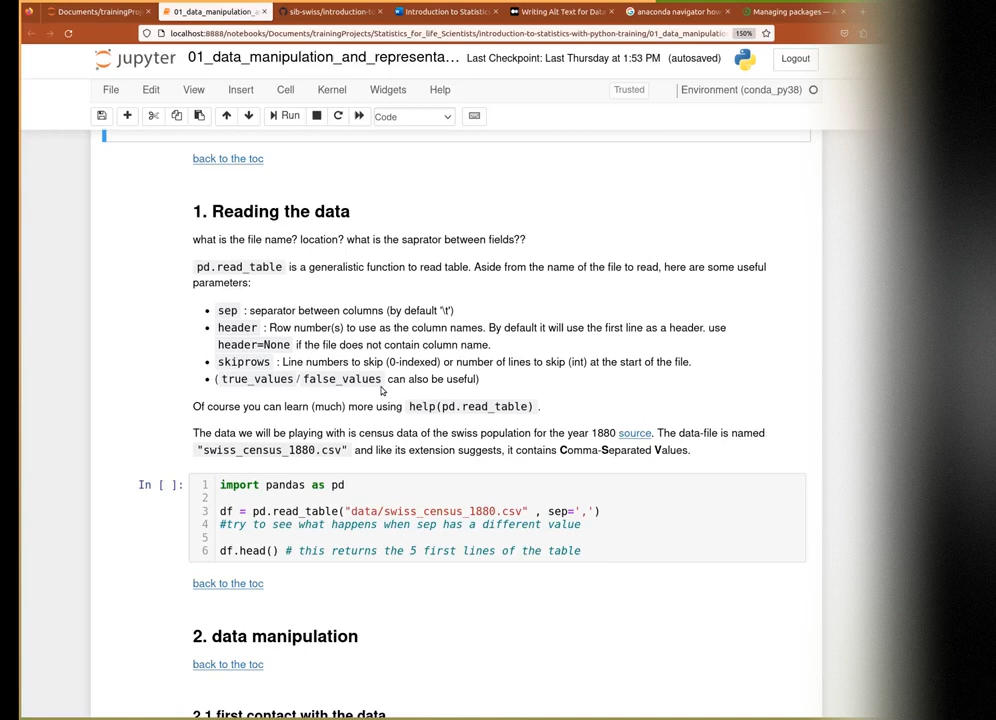 Documents/trainingProj
01_data_manipulation_a
sib-swiss/introduction-to
Introduction to Statistic
Writing Alt Text for Dat
anaconda navigator how
Managing packages —
localhost:8888/notebooks/Documents/trainingProjects/Statistics_for_life_Scientists/introduction-to-statistics-with-python-training/01_data_manipulatio
150%
jupyter
01_data_manipulation_and_representa…
Last Checkpoint: Last Thursday at 1:53 PM (autosaved)
Logout
File Edit View Insert Cell Kernel Widgets Help
Trusted
Environment (conda_py38)
Run
Code
back to the toc
1. Reading the data
what is the file name? location? what is the saprator between fields??
pd.read_table is a generalistic function to read table. Aside from the name of the file to read, here are some useful
parameters:
• sep : separator between columns (by default '\t')
• header : Row number(s) to use as the column names. By default it will use the first line as a header. use
header=None if the file does not contain column name.
• skiprows : Line numbers to skip (0-indexed) or number of lines to skip (int) at the start of the file.
• ( true_values / false_values can also be useful)
Of course you can learn (much) more using help(pd.read_table) .
The data we will be playing with is census data of the swiss population for the year 1880 source. The data-file is named
"swiss_census_1880.csv" and like its extension suggests, it contains Comma-Separated Values.
In [ ]:
1 import pandas as pd
2
3 df = pd.read_table("data/swiss_census_1880.csv" , sep=',')
4 #try to see what happens when sep has a different value
5
6 df.head() # this returns the 5 first lines of the table
back to the toc
2. data manipulation
back to the toc
2.1 first contact with the data